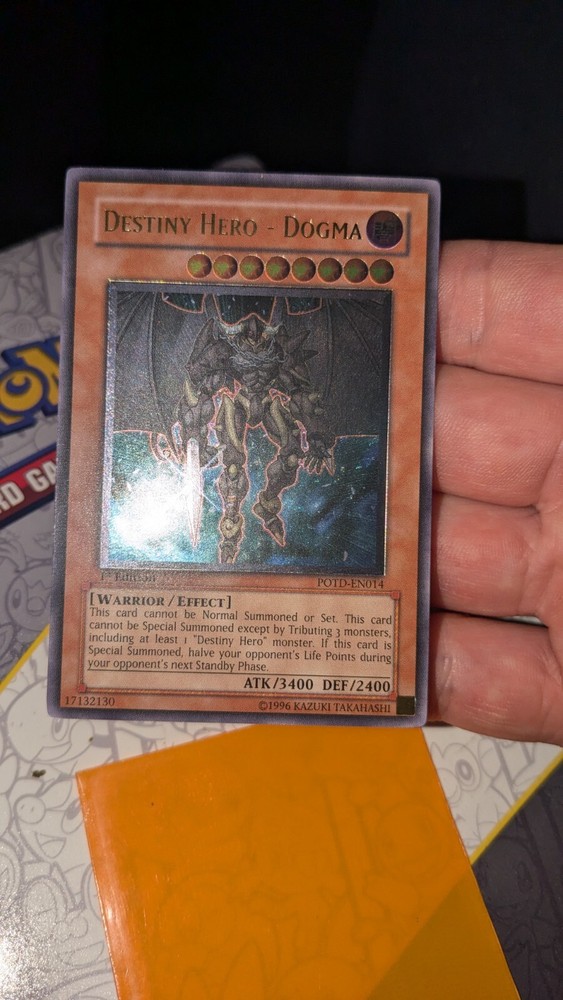 DESTINY HERO - DOGMA
1st Edition
POTD-EN014
[WARRIOR/EFFECT]
This card cannot be Normal Summoned or Set. This card
cannot be Special Summoned except by Tributing 3 monsters,
including at least 1 "Destiny Hero" monster. If this card is
Special Summoned, halve your opponent's Life Points during
your opponent's next Standby Phase.
ATK/3400 DEF/2400
17132130
©1996 KAZUKI TAKAHASHI